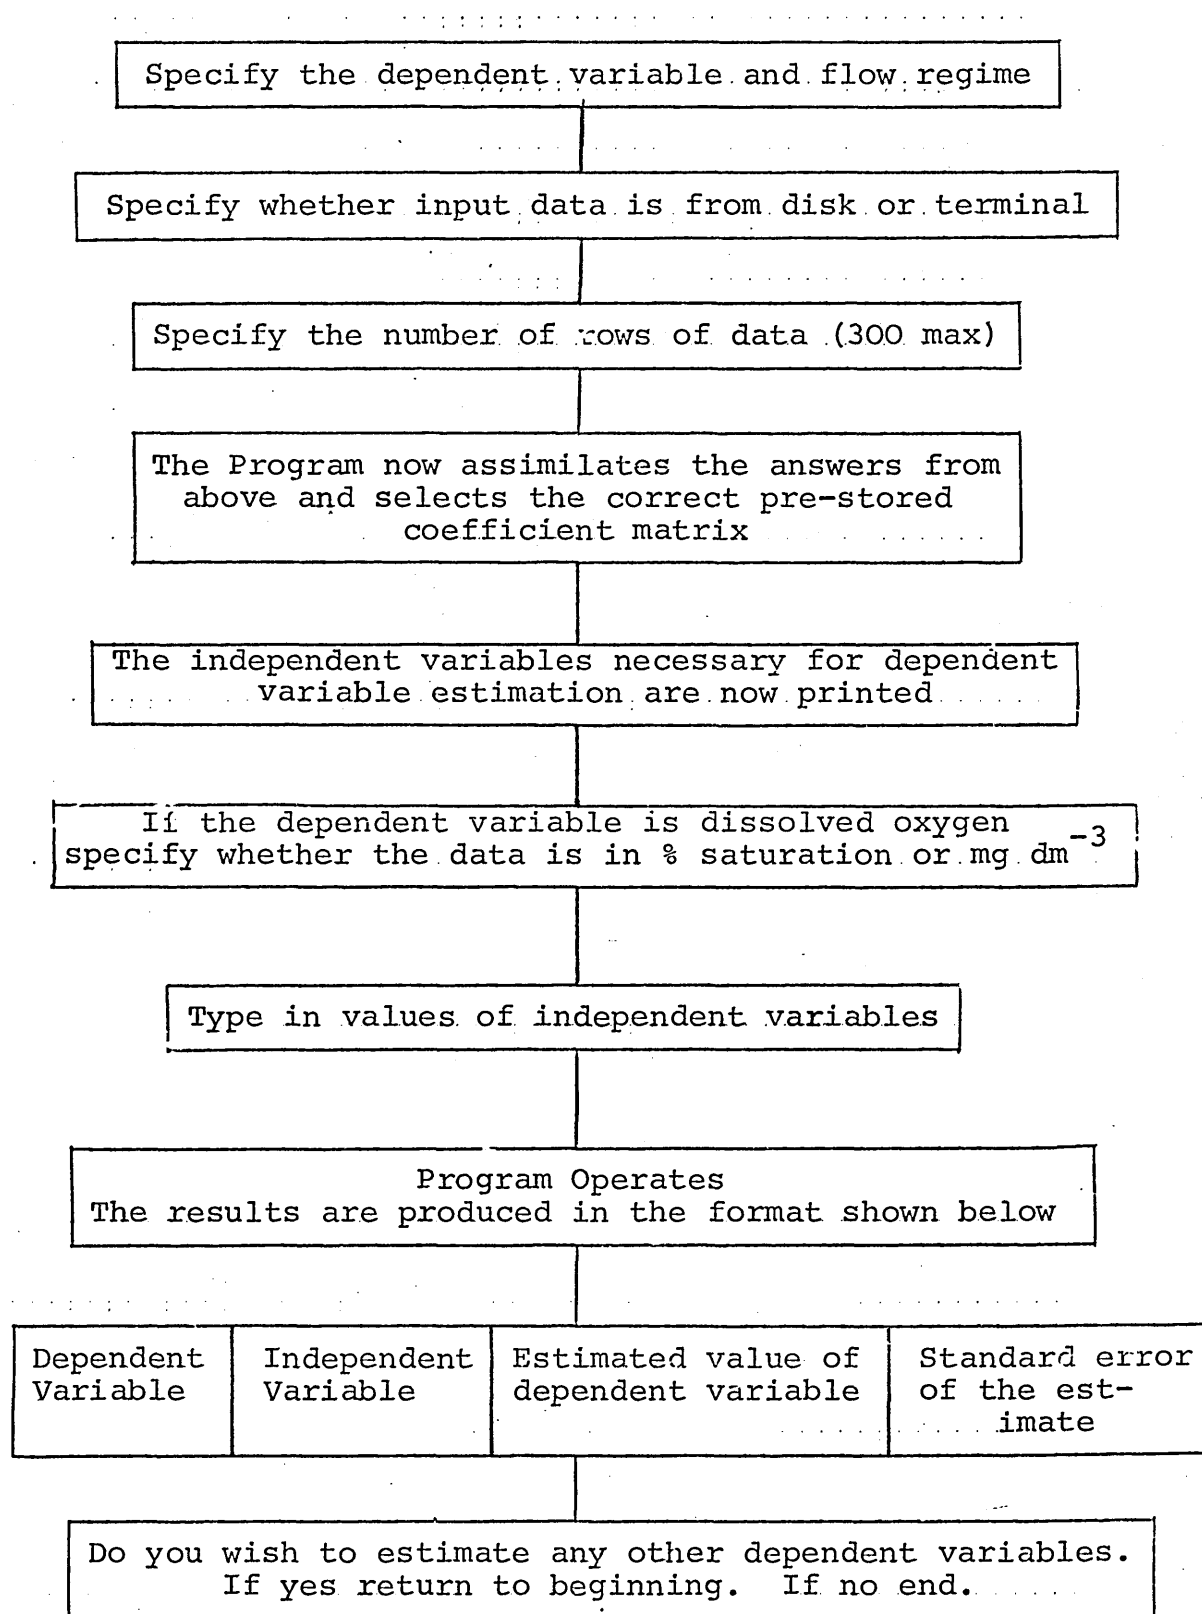 Specify the dependent variable and flow regime
Specify whether input data is from disk or terminal
Specify the number of rows of data (300 max)
The Program now assimilates the answers from
above and selects the correct pre-stored
coefficient matrix
The independent variables necessary for dependent
variable estimation are now printed
If the dependent variable is dissolved oxygen
specify whether the data is in % saturation or mg dm⁻³
Type in values of independent variables
Program Operates
The results are produced in the format shown below
Dependent
Variable
Independent
Variable
Estimated value of
dependent variable
Standard error
of the est-
imate
Do you wish to estimate any other dependent variables.
If yes return to beginning. If no end.